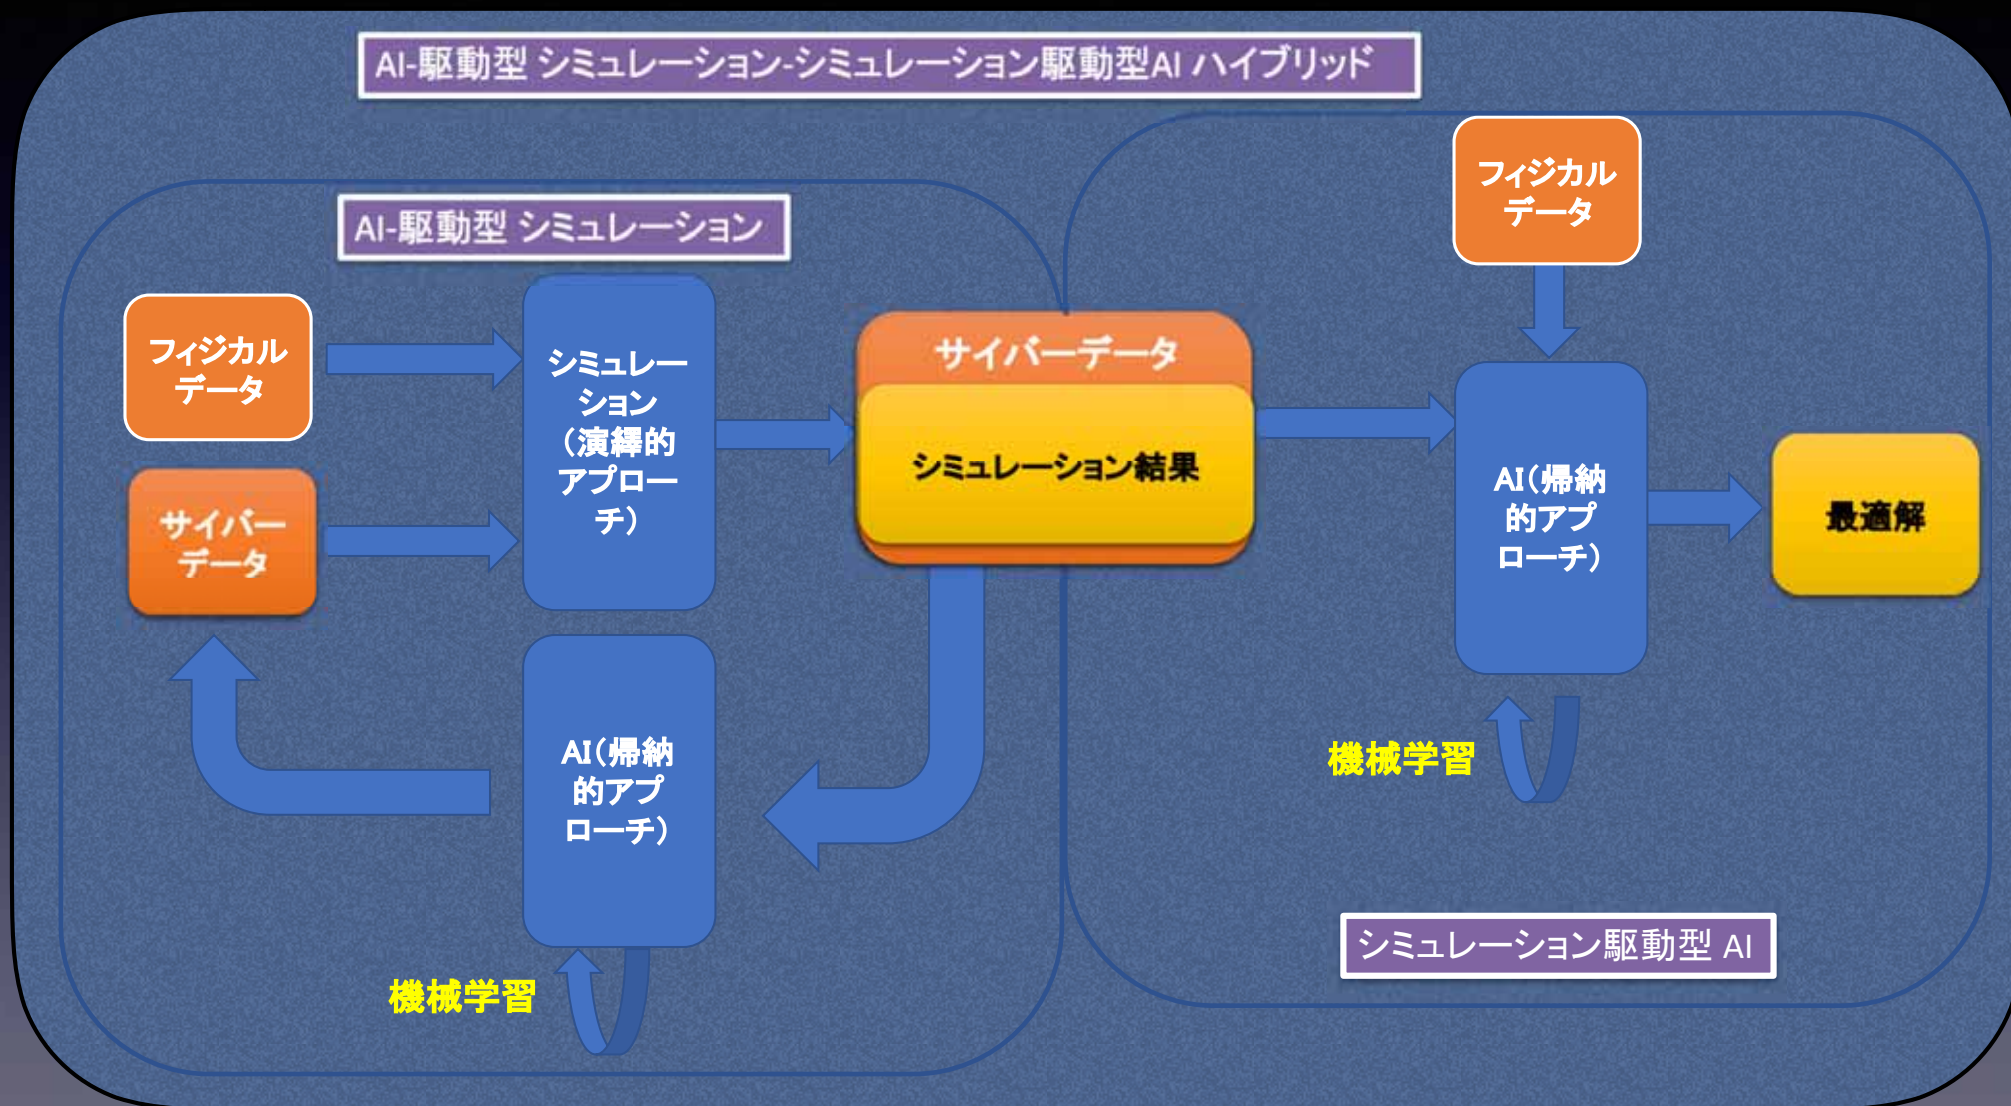 AI-駆動型 シミュレーション-シミュレーション駆動型AI ハイブリッド
AI-駆動型 シミュレーション
フィジカル
データ
サイバー
データ
シミュレー
ション
（演繹的
アプロー
チ）
AI（帰納
的アプ
ローチ）
機械学習
サイバーデータ
シミュレーション結果
フィジカル
データ
AI（帰納
的アプ
ローチ）
機械学習
最適解
シミュレーション駆動型 AI